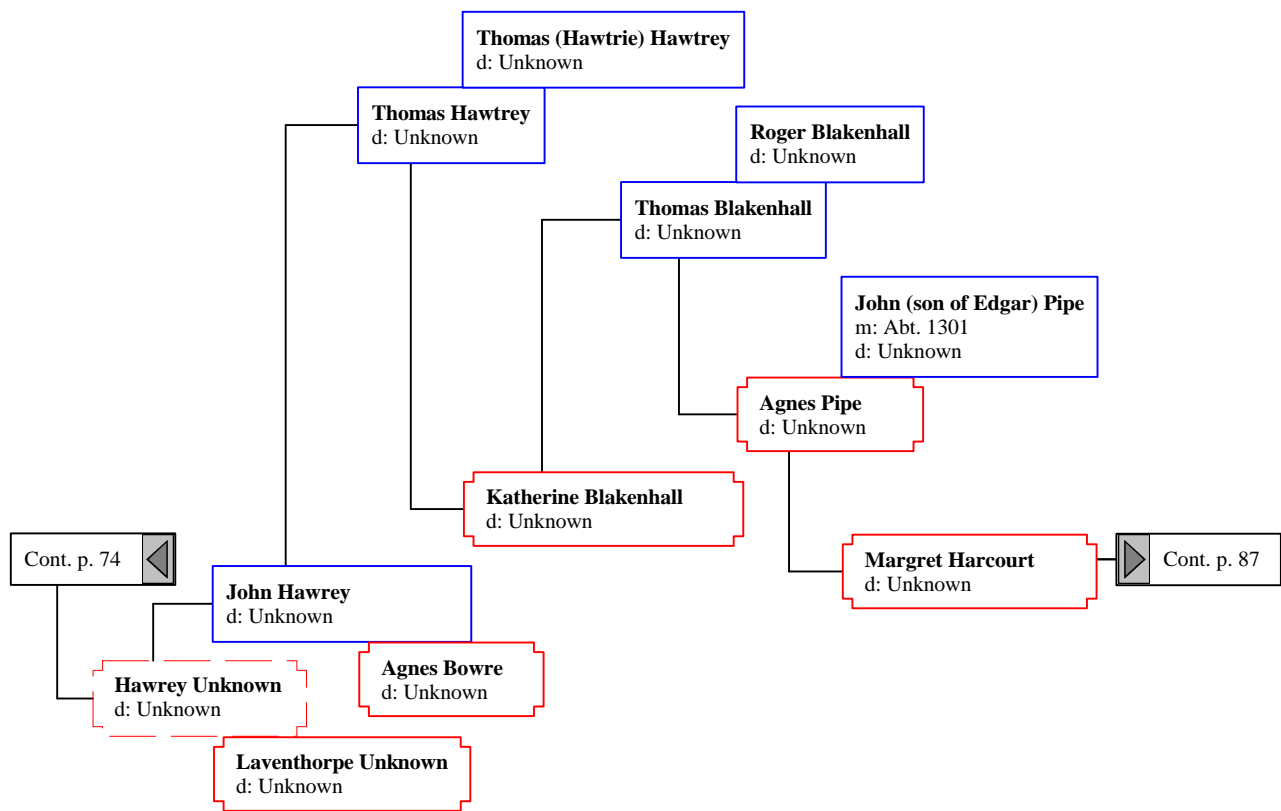 Thomas (Hawtrie) Hawtrey
d: Unknown
Thomas Hawtrey
d: Unknown
Roger Blakenhall
d: Unknown
Thomas Blakenhall
d: Unknown
John (son of Edgar) Pipe
m: Abt. 1301
d: Unknown
Agnes Pipe
d: Unknown
Katherine Blakenhall
d: Unknown
Cont. p. 74
Margret Harcourt
d: Unknown
Cont. p. 87
John Hawrey
d: Unknown
Agnes Bowre
d: Unknown
Hawrey Unknown
d: Unknown
Laventhorpe Unknown
d: Unknown